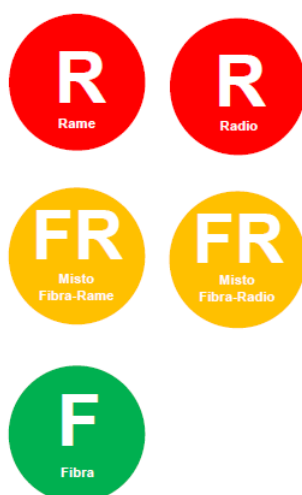 R
Rame
R
Radio
FR
Misto
Fibra-Rame
FR
Misto
Fibra-Radio
F
Fibra